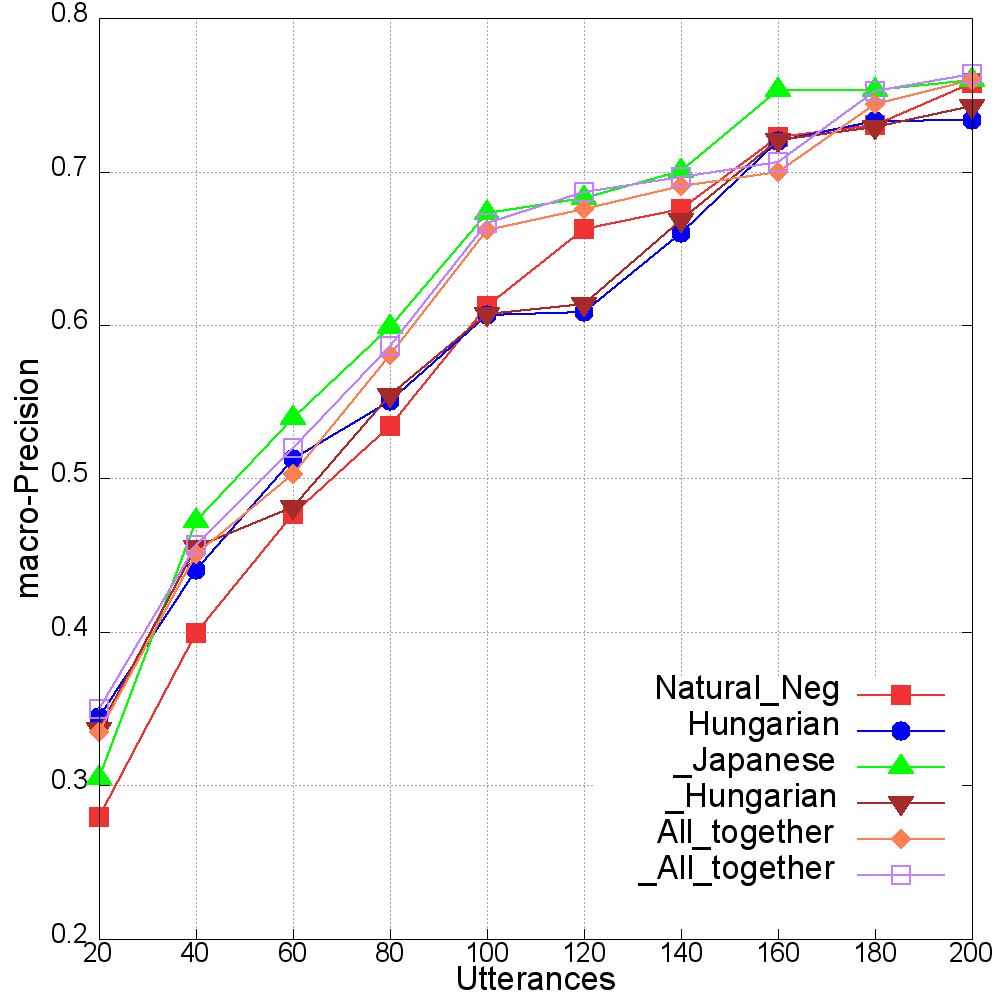 0.8
0.7
0.6
0.5
0.4
0.3
0.2
macro-Precision
Natural_Neg
Hungarian
_Japanese
_Hungarian
All_together
_All_together
20 40 60 80 100 120 140 160 180 200
Utterances